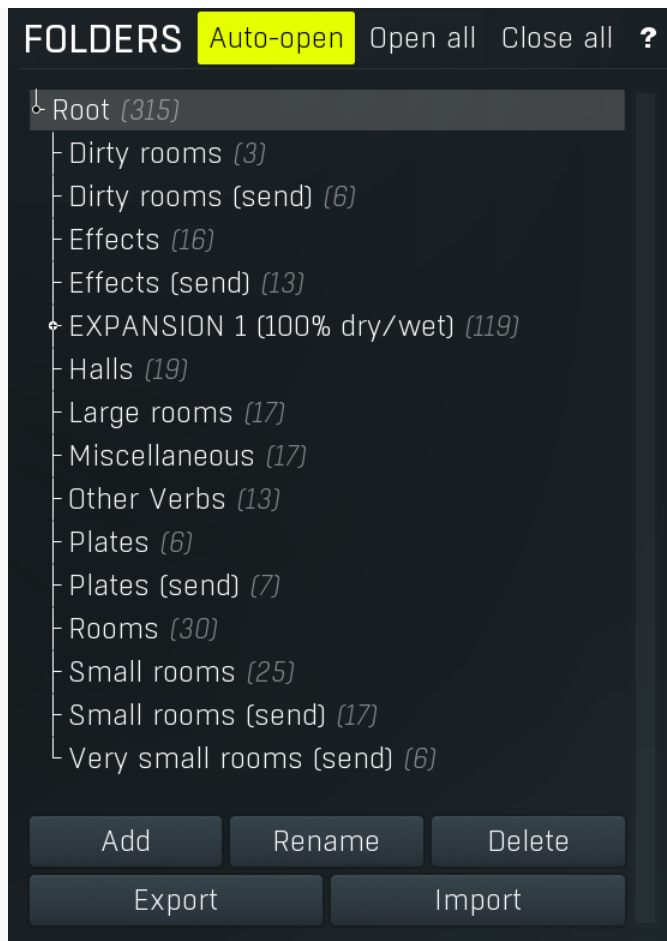 FOLDERS Auto-open Open all Close all ?
Root (315)
Dirty rooms (3)
Dirty rooms (send) (6)
Effects (16)
Effects (send) (13)
EXPANSION 1 (100% dry/wet) (119)
Halls (19)
Large rooms (17)
Miscellaneous (17)
Other Verbs (13)
Plates (6)
Plates (send) (7)
Rooms (30)
Small rooms (25)
Small rooms (send) (17)
Very small rooms (send) (6)
Add Rename Delete
Export Import